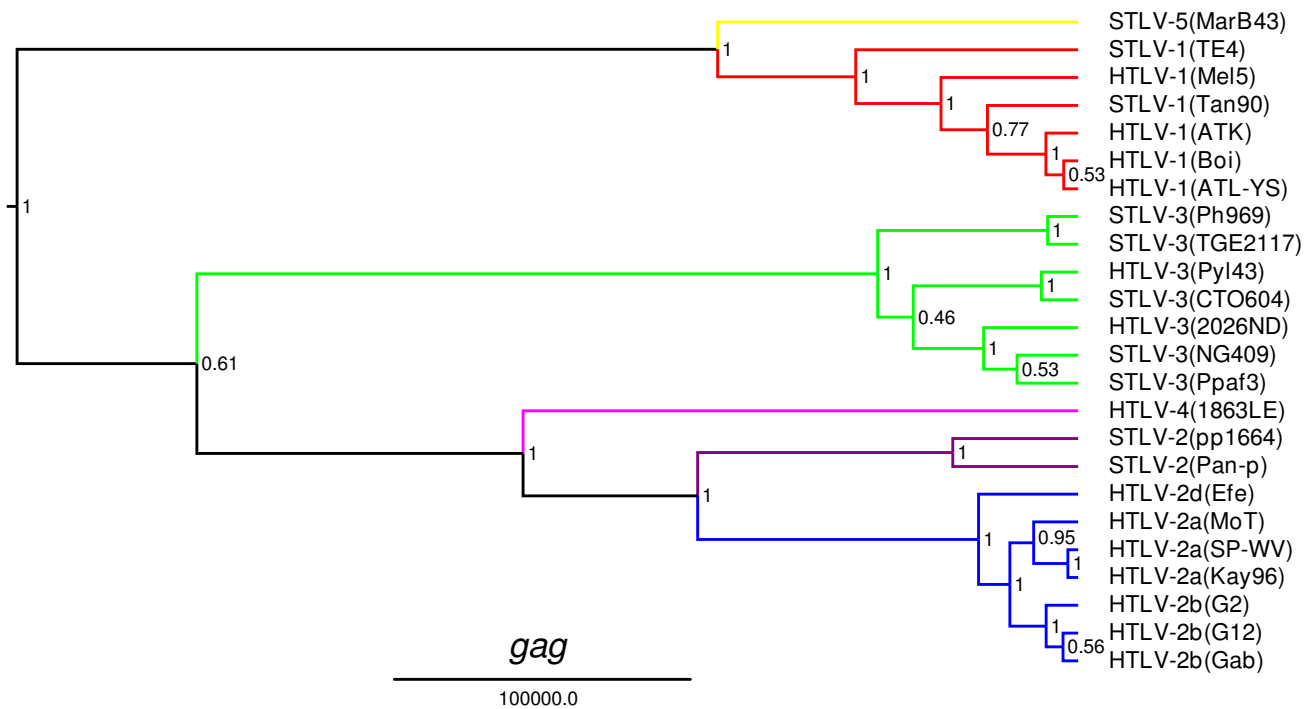 STLV-5(MarB43)
1
STLV-1(TE4)
1
HTLV-1(Mel5)
1
STLV-1(Tan90)
0.77
HTLV-1(ATK)
1
HTLV-1(Boi)
0.53
HTLV-1(ATL-YS)
1
STLV-3(Ph969)
1
STLV-3(TGE2117)
1
HTLV-3(Pyl43)
1
STLV-3(CTO604)
0.46
HTLV-3(2026ND)
1
STLV-3(NG409)
0.61
0.53
STLV-3(Ppaf3)
HTLV-4(1863LE)
1
STLV-2(pp1664)
1
STLV-2(Pan-p)
1
HTLV-2d(Efe)
1
HTLV-2a(MoT)
0.95
HTLV-2a(SP-WV)
1
HTLV-2a(Kay96)
1
HTLV-2b(G2)
1
HTLV-2b(G12)
0.56
HTLV-2b(Gab)
gag
100000.0